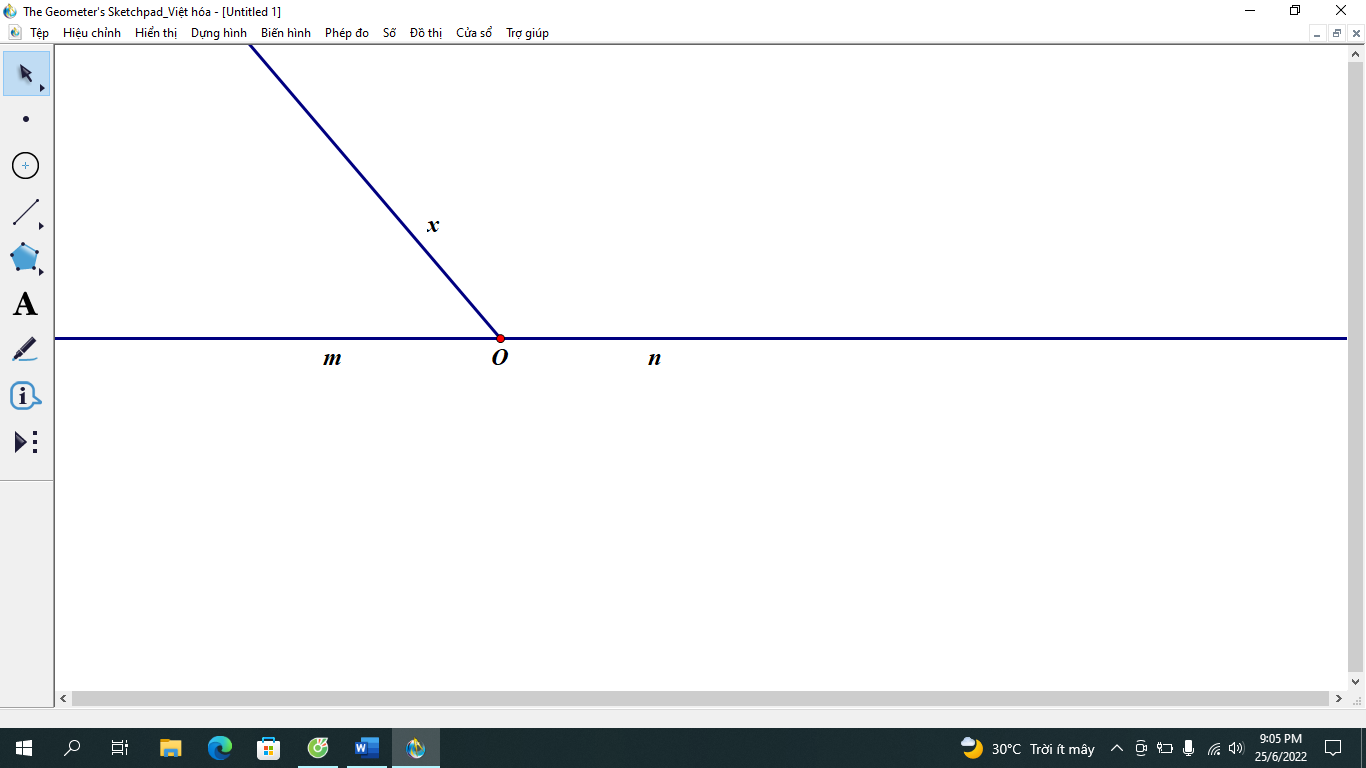 The Geometer's Sketchpad_Việt hóa - [Untitled 1]
Tệp Hiệu chỉnh Hiển thị Dựng hình Biến hình Phép đo Số Đồ thị Cửa sổ Trợ giúp
A
x
m O n
30°C Trời ít mây
9:05 PM
25/6/2022